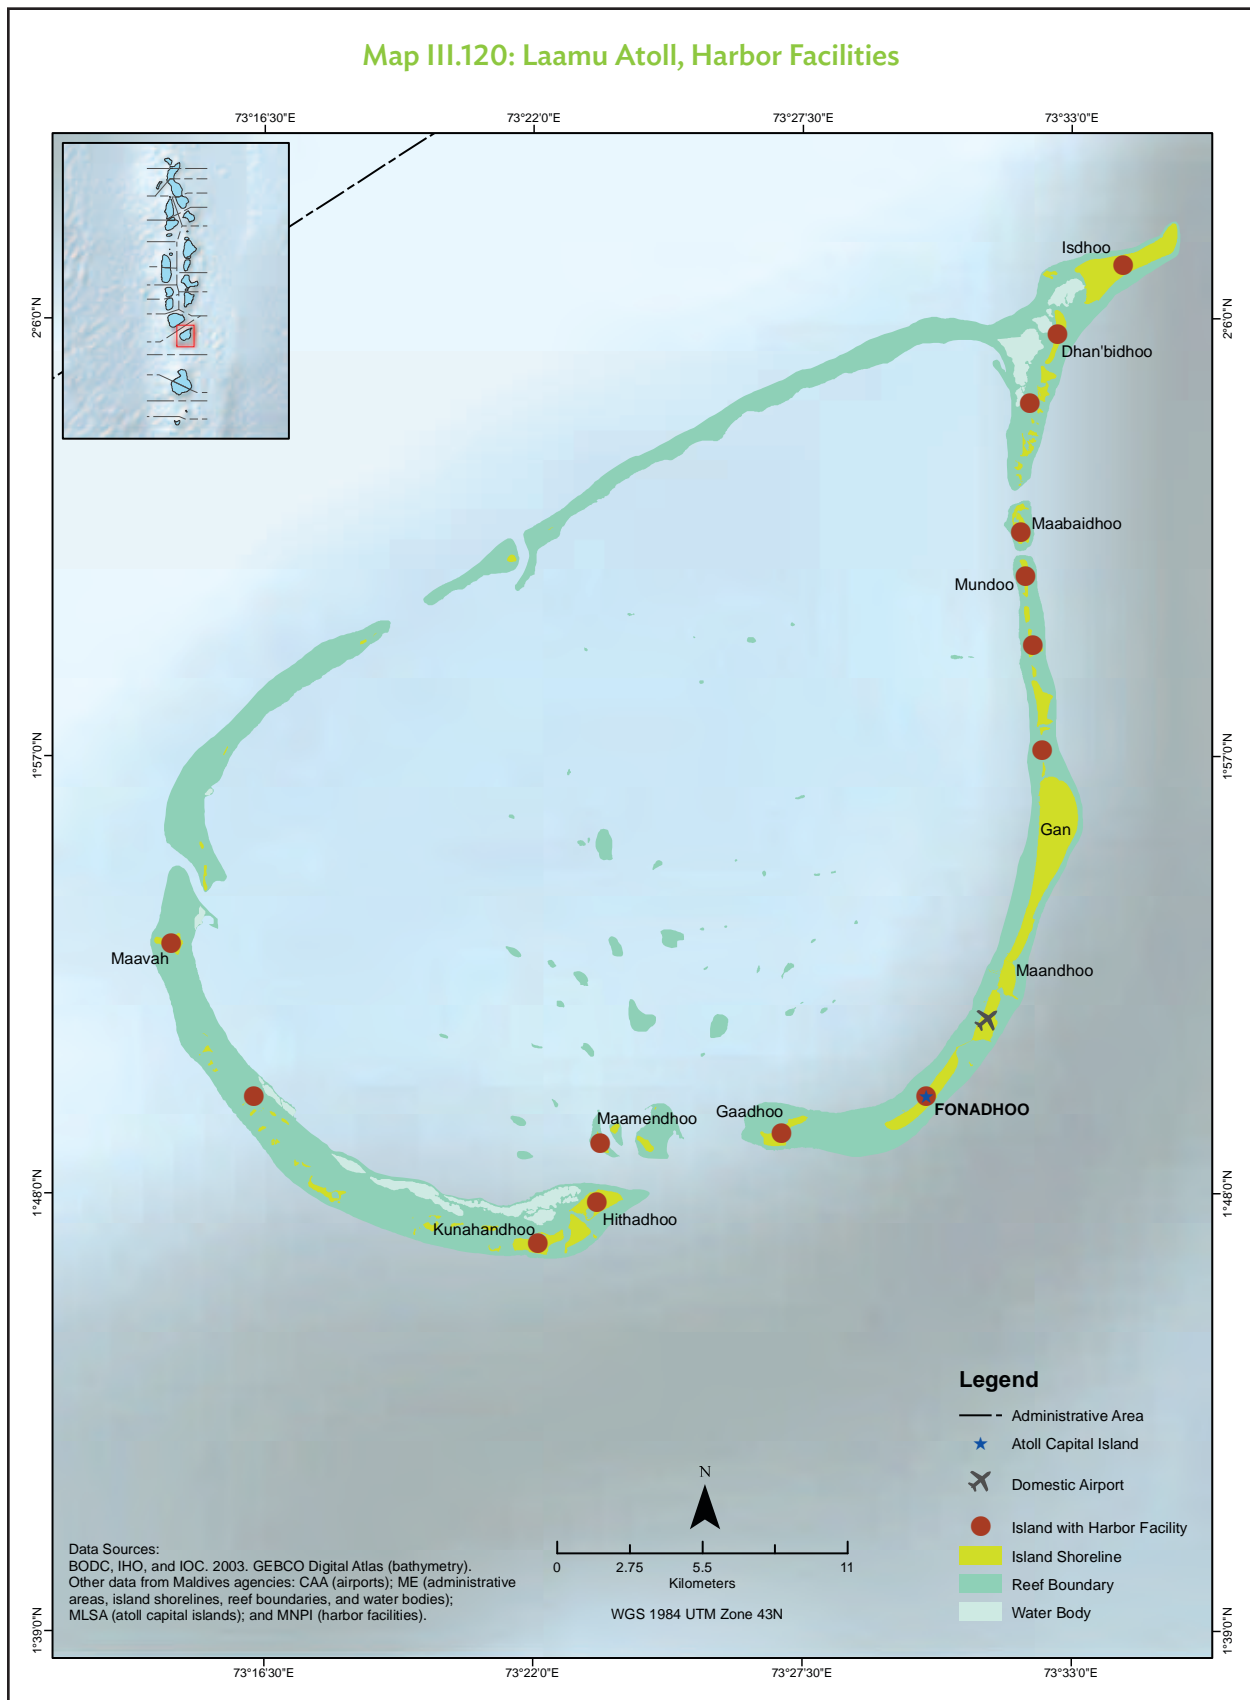 Map III.120: Laamu Atoll, Harbor Facilities
73°16'30"E
73°22'0"E
73°27'30"E
73°33'0"E
2°6'0"N
2°6'0"N
1°57'0"N
1°57'0"N
1°48'0"N
1°48'0"N
1°39'0"N
1°39'0"N
Isdhoo
Dhan'bidhoo
Maabaidhoo
Mundoo
Gan
Maavah
Maandhoo
FONADHOO
Gaadhoo
Maamendhoo
Hithadhoo
Kunahandhoo
Legend
Administrative Area
Atoll Capital Island
Domestic Airport
Island with Harbor Facility
Island Shoreline
Reef Boundary
Water Body
N
0
2.75
5.5
11
Kilometers
WGS 1984 UTM Zone 43N
Data Sources:
BODC, IHO, and IOC. 2003. GEBCO Digital Atlas (bathymetry).
Other data from Maldives agencies: CAA (airports); ME (administrative
areas, island shorelines, reef boundaries, and water bodies);
MLSA (atoll capital islands); and MNPI (harbor facilities).
73°16'30"E
73°22'0"E
73°27'30"E
73°33'0"E